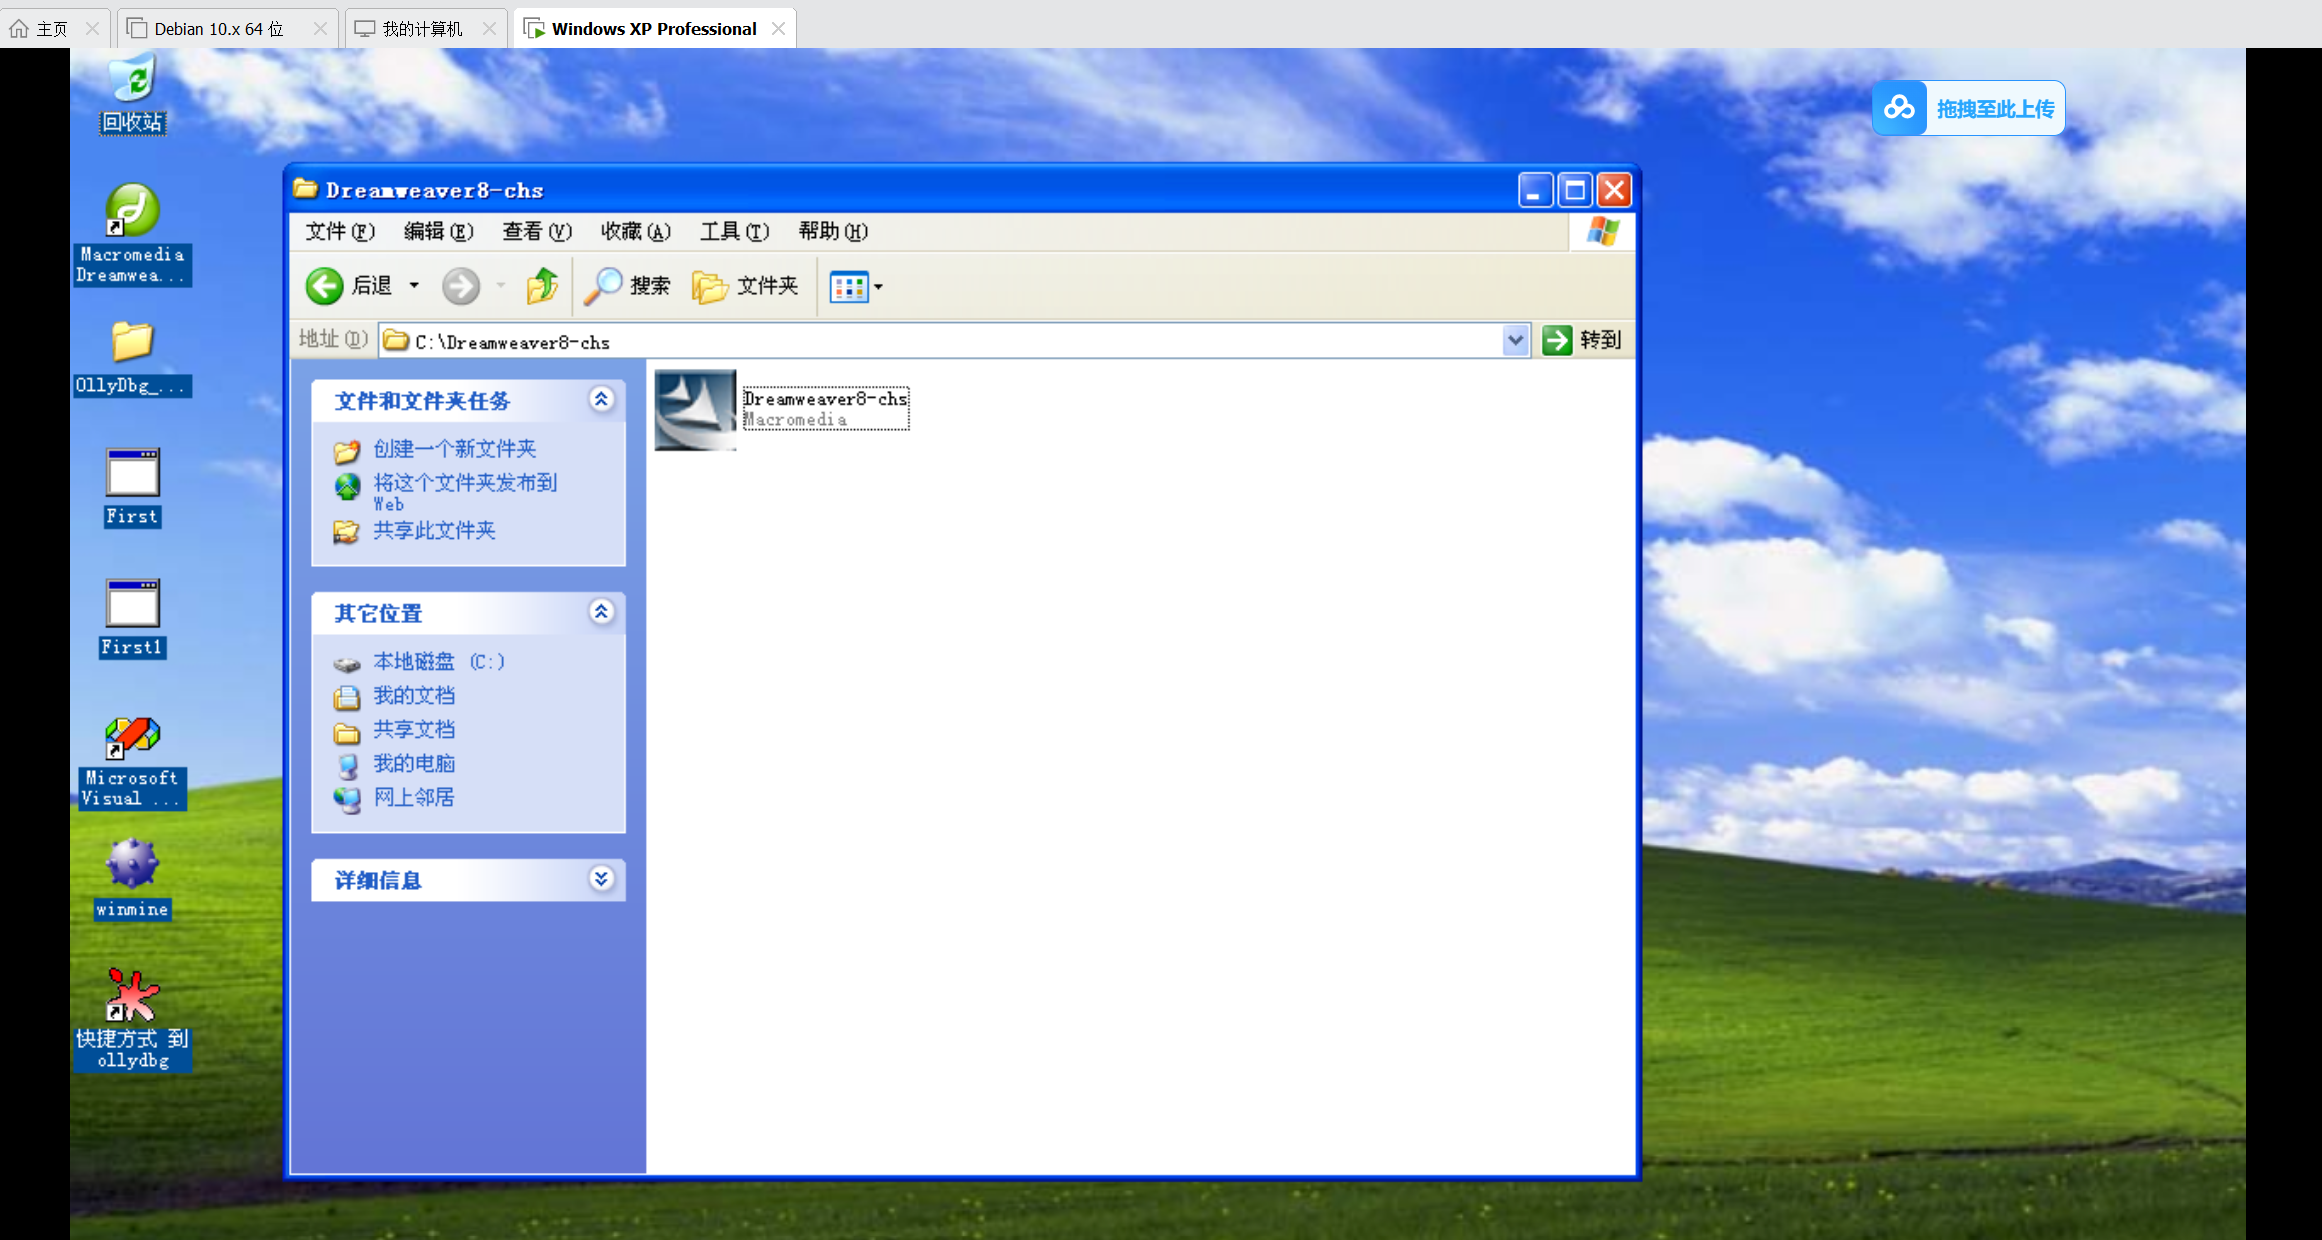 主页
Debian 10.x 64 位
我的计算机
Windows XP Professional
回收站
拖拽至此上传
Macromedia
Dreamwea...
OllyDbg_...
First
First1
Microsoft
Visual ...
winmine
快捷方式 到
ollydbg
Dreamweaver8-chs
文件(F) 编辑(E) 查看(V) 收藏(A) 工具(T) 帮助(H)
后退 搜索 文件夹
地址(D) C:\Dreamweaver8-chs 转到
文件和文件夹任务
创建一个新文件夹
将这个文件夹发布到
Web
共享此文件夹
其它位置
本地磁盘 (C:)
我的文档
共享文档
我的电脑
网上邻居
详细信息
Dreamweaver8-chs
Macromedia